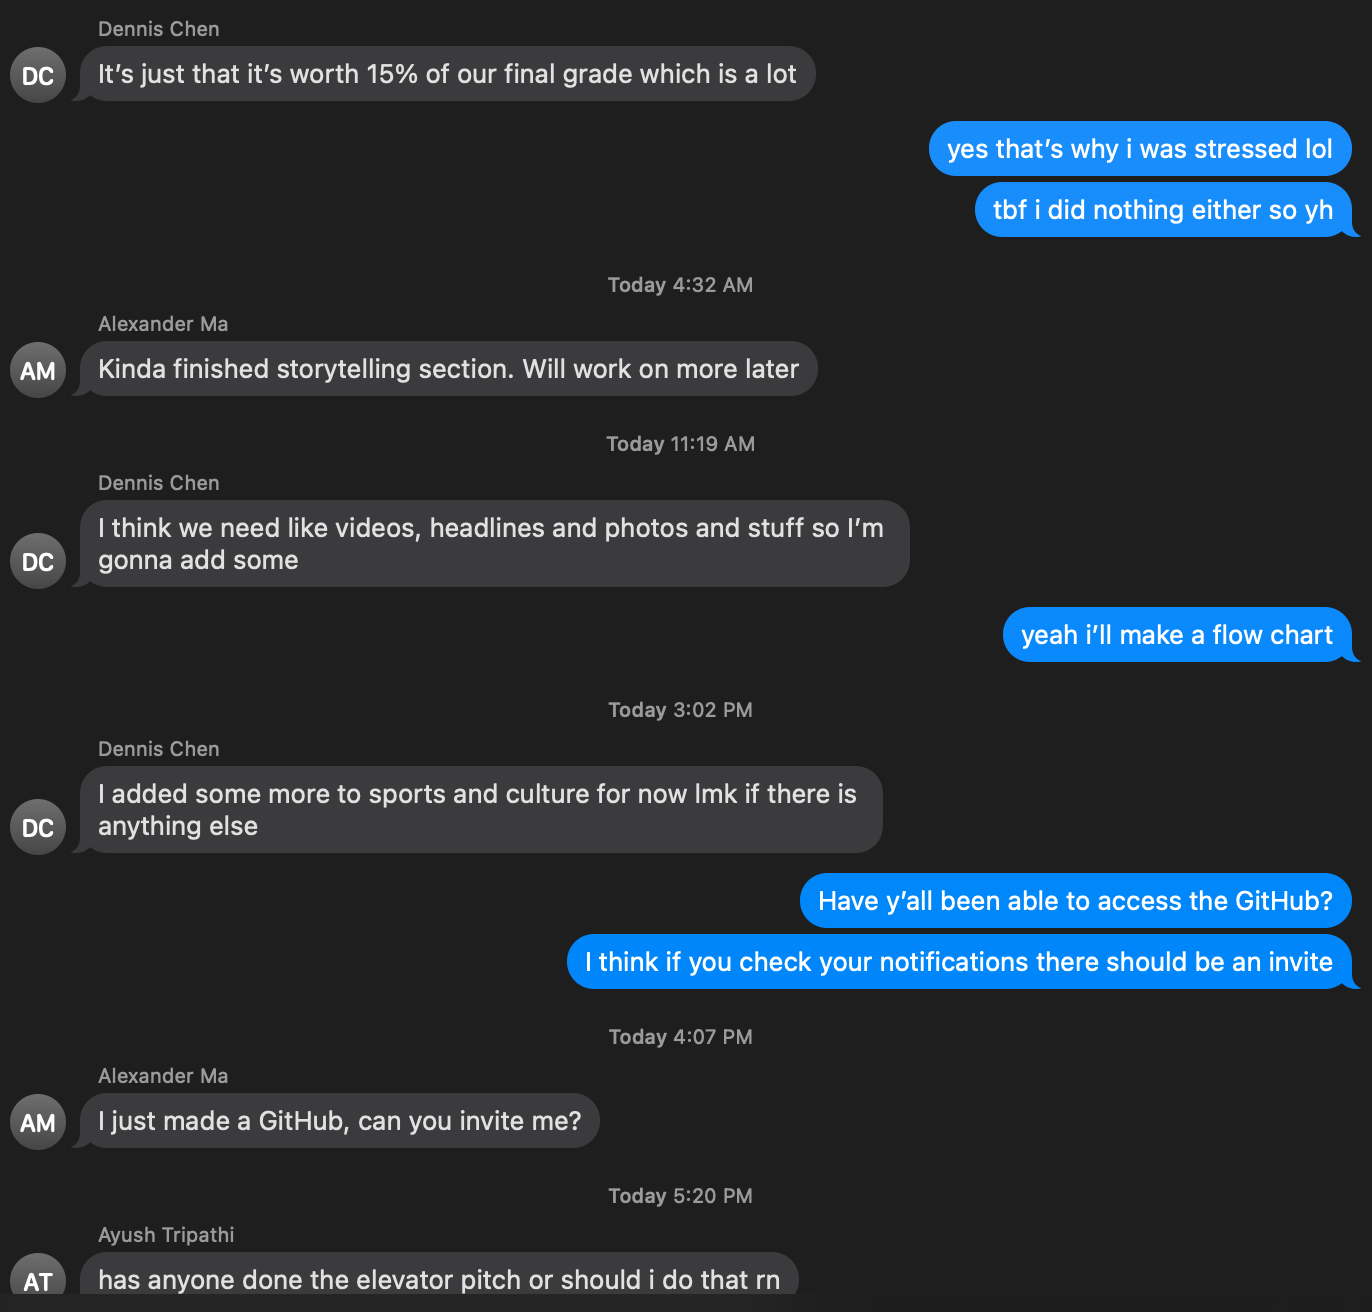 Dennis Chen
DC
It's just that it's worth 15% of our final grade which is a lot
yes that's why i was stressed lol
tbf i did nothing either so yh
Today 4:32 AM
Alexander Ma
AM
Kinda finished storytelling section. Will work on more later
Today 11:19 AM
Dennis Chen
I think we need like videos, headlines and photos and stuff so I'm
gonna add some
DC
yeah i'll make a flow chart
Today 3:02 PM
Dennis Chen
I added some more to sports and culture for now lmk if there is
anything else
DC
Have y'all been able to access the GitHub?
I think if you check your notifications there should be an invite
Today 4:07 PM
Alexander Ma
AM
I just made a GitHub, can you invite me?
Today 5:20 PM
Ayush Tripathi
AT
has anyone done the elevator pitch or should i do that rn